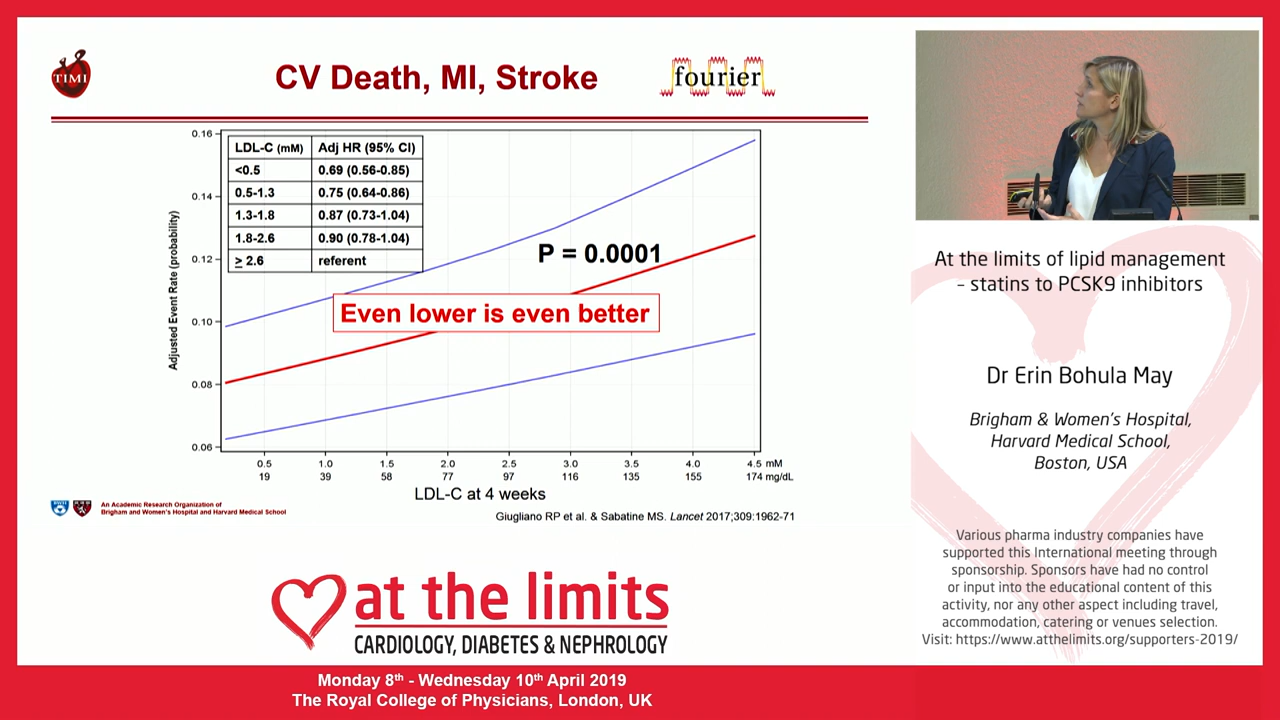 TIMI
CV Death, MI, Stroke
fourier
LDL-C (mM) Adj HR (95% CI)
<0.5 0.69 (0.56-0.85)
0.5-1.3 0.75 (0.64-0.86)
1.3-1.8 0.87 (0.73-1.04)
1.8-2.6 0.90 (0.78-1.04)
≥ 2.6 referent
P = 0.0001
Even lower is even better
Adjusted Event Rate (probability)
0.16
0.14
0.12
0.10
0.08
0.06
0.5 1.0 1.5 2.0 2.5 3.0 3.5 4.0 4.5 mM
19 39 58 77 97 116 135 155 174 mg/dL
LDL-C at 4 weeks
An Academic Research Organization of
Brigham and Women's Hospital and Harvard Medical School
Giugliano RP et al. & Sabatine MS. Lancet 2017;309:1962-71
at the limits
CARDIOLOGY, DIABETES & NEPHROLOGY
Monday 8th - Wednesday 10th April 2019
The Royal College of Physicians, London, UK
At the limits of lipid management
– statins to PCSK9 inhibitors
Dr Erin Bohula May
Brigham & Women's Hospital,
Harvard Medical School,
Boston, USA
Various pharma industry companies have
supported this International meeting through
sponsorship. Sponsors have had no control
or input into the educational content of this
activity, nor any other aspect including travel,
accommodation, catering or venues selection.
Visit: https://www.atthelimits.org/supporters-2019/